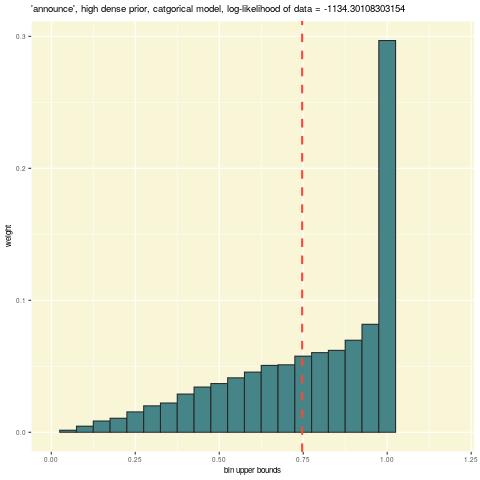 'announce', high dense prior, catgorical model, log-likelihood of data = -1134.30108303154
0.3
0.2
weight
0.1
0.0
0.00 0.25 0.50 0.75 1.00 1.25
bin upper bounds